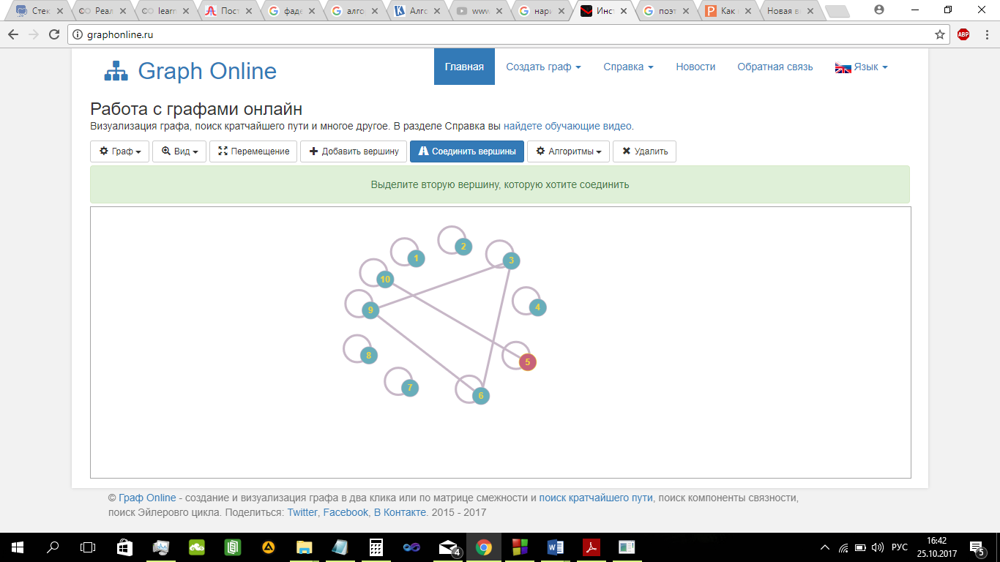 Стек Реал learn Пост фаде алго Алго www нари Инст поэт Как Новая в
graphonline.ru ABP
Graph Online Главная Создать граф Справка Новости Обратная связь Язык
Работа с графами онлайн
Визуализация графа, поиск кратчайшего пути и многое другое. В разделе Справка вы найдете обучающие видео.
Граф Вид Перемещение Добавить вершину Соединить вершины Алгоритмы Удалить
Выделите вторую вершину, которую хотите соединить
2
1
3
10
4
9
8
5
7
6
© Граф Online - создание и визуализация графа в два клика или по матрице смежности и поиск кратчайшего пути, поиск компоненты связности,
поиск Эйлерово цикла. Поделиться: Twitter, Facebook, В Контакте. 2015 - 2017
4 РУС 16:42
25.10.2017 5